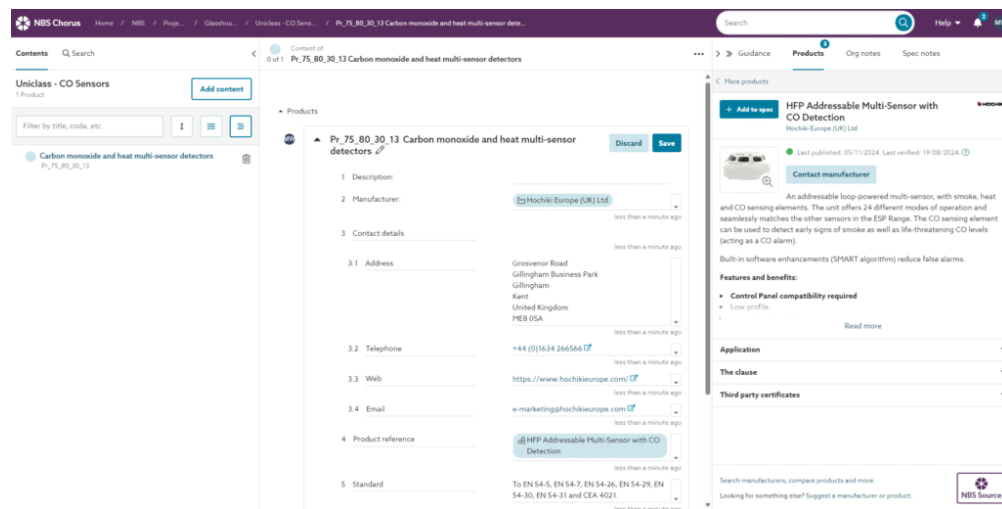 NBS Chorus
Home / NBS / Proje... / Glasshou... / Uniclass - CO Sens... / Pr_75_80_30_13 Carbon monoxide and heat multi-sensor dete...
Search
Help
Contents
Search
Uniclass - CO Sensors
1 Product
Add content
Filter by title, code, etc.
Carbon monoxide and heat multi-sensor detectors
Pr_75_80_30_13
Content of
0 of 1 Pr_75_80_30_13 Carbon monoxide and heat multi-sensor detectors
Products
Pr_75_80_30_13 Carbon monoxide and heat multi-sensor
detectors
Discard
Save
1 Description:
2 Manufacturer:
Hochiki Europe (UK) Ltd
less than a minute ago
3 Contact details
less than a minute ago
3.1 Address
Grosvenor Road
Gillingham Business Park
Gillingham
Kent
United Kingdom
ME8 0SA
less than a minute ago
3.2 Telephone
+44 (0)1634 266566
less than a minute ago
3.3 Web
https://www.hochikieurope.com/
less than a minute ago
3.4 Email
e-marketing@hochikieurope.com
less than a minute ago
4 Product reference
HFP Addressable Multi-Sensor with CO
Detection
less than a minute ago
5 Standard
To EN 54-5, EN 54-7, EN 54-26, EN 54-29, EN
54-30, EN 54-31 and CEA 4021.
less than a minute ago
Guidance
Products
Org notes
Spec notes
More products
+ Add to spec
HFP Addressable Multi-Sensor with
CO Detection
Hochiki Europe (UK) Ltd
Last published: 05/11/2024. Last verified: 19/08/2024.
Contact manufacturer
An addressable loop-powered multi-sensor, with smoke, heat
and CO sensing elements. The unit offers 24 different modes of operation and
seamlessly matches the other sensors in the ESP Range. The CO sensing element
can be used to detect early signs of smoke as well as life-threatening CO levels
(acting as a CO alarm).
Built-in software enhancements (SMART algorithm) reduce false alarms.
Features and benefits:
• Control Panel compatibility required
• Low profile.
Read more
Application
The clause
Third party certificates
Search manufacturers, compare products and more.
Looking for something else? Suggest a manufacturer or product.
NBS Source